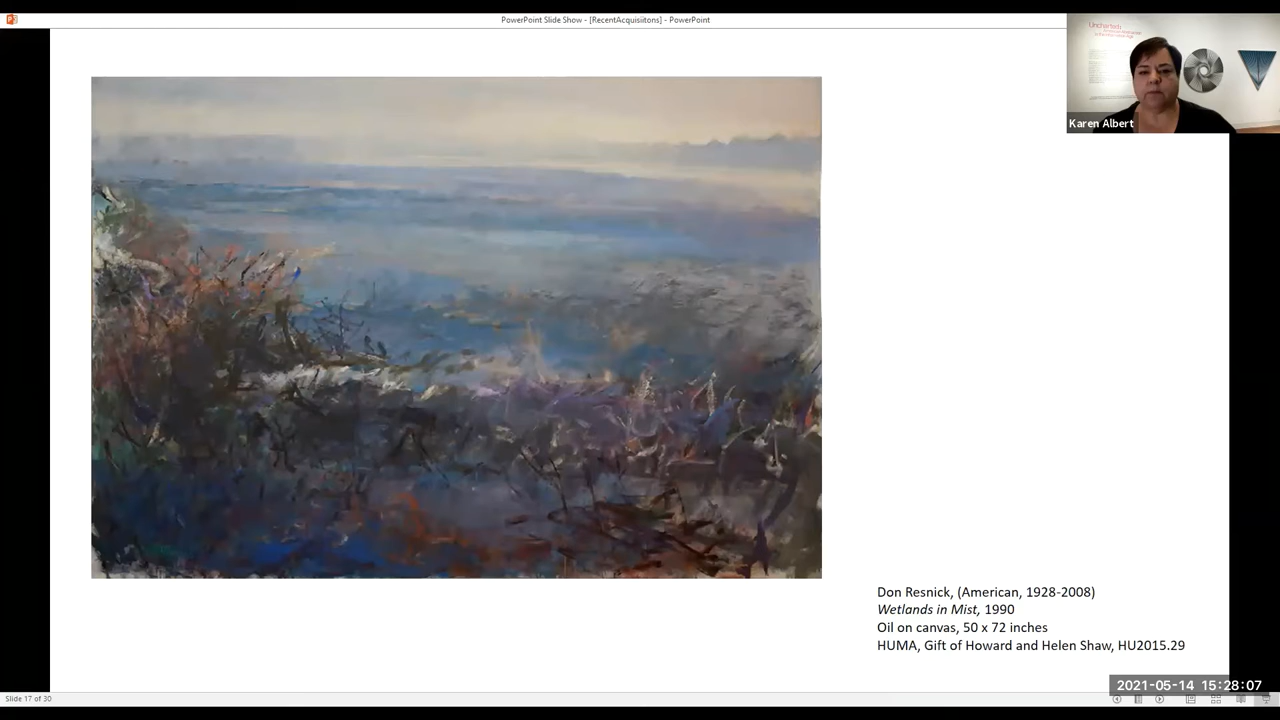 PowerPoint Slide Show - [RecentAcquisiitons] - PowerPoint
Uncharted:
Karen Albert
Don Resnick, (American, 1928-2008)
Wetlands in Mist, 1990
Oil on canvas, 50 x 72 inches
HUMA, Gift of Howard and Helen Shaw, HU2015.29
2021-05-14 15:28:07
Slide 17 of 30